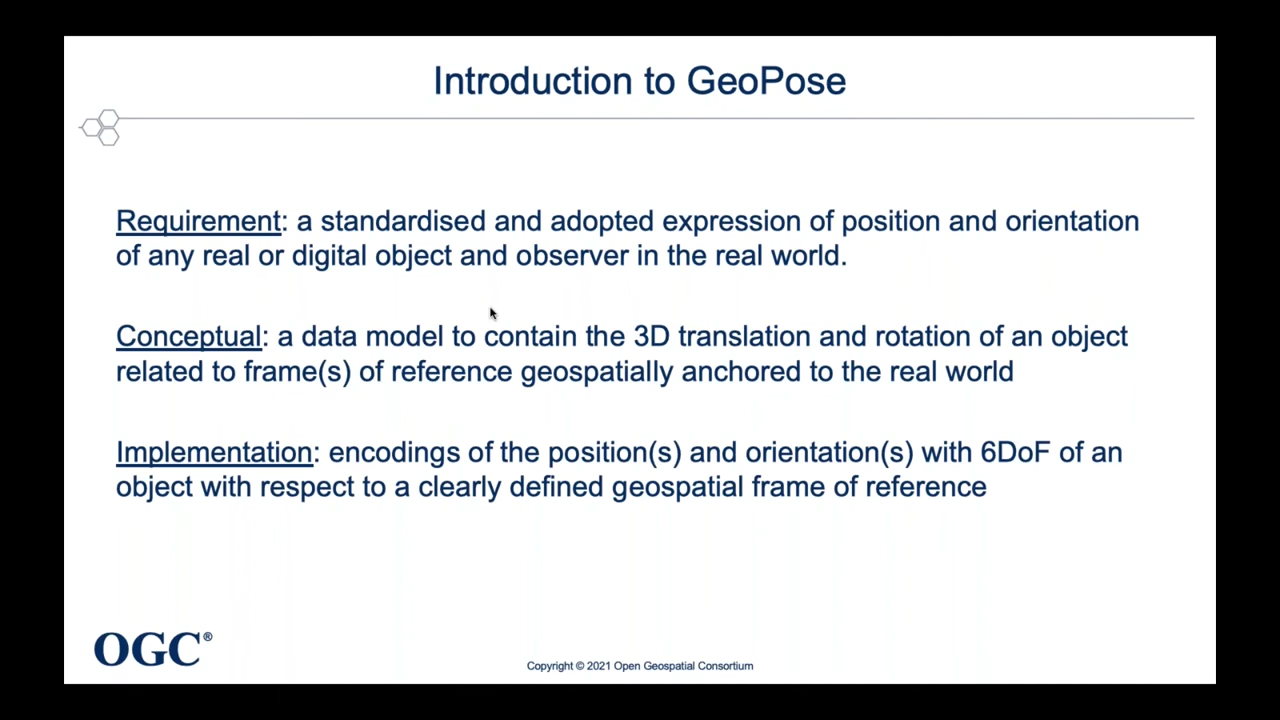 Introduction to GeoPose
Requirement: a standardised and adopted expression of position and orientation
of any real or digital object and observer in the real world.
Conceptual: a data model to contain the 3D translation and rotation of an object
related to frame(s) of reference geospatially anchored to the real world
Implementation: encodings of the position(s) and orientation(s) with 6DoF of an
object with respect to a clearly defined geospatial frame of reference
OGC®
Copyright © 2021 Open Geospatial Consortium